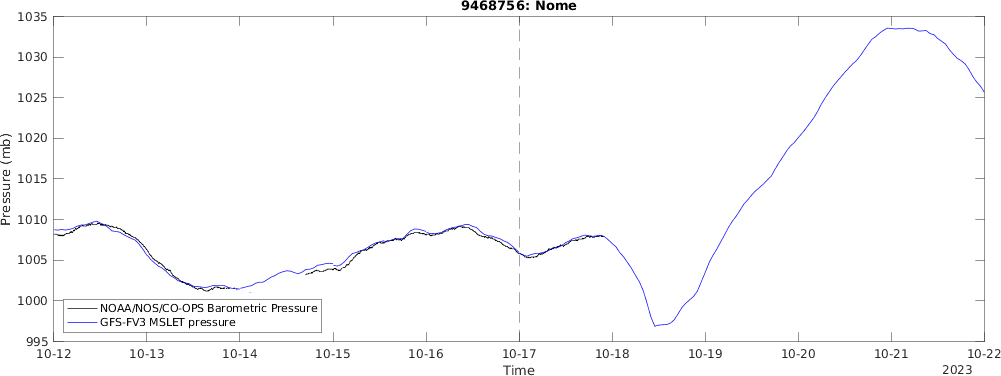 9468756: Nome
1035
1030
1025
1020
1015
1010
1005
1000
995
Pressure (mb)
NOAA/NOS/CO-OPS Barometric Pressure
GFS-FV3 MSLET pressure
10-12 10-13 10-14 10-15 10-16 10-17 10-18 10-19 10-20 10-21 10-22
Time
2023